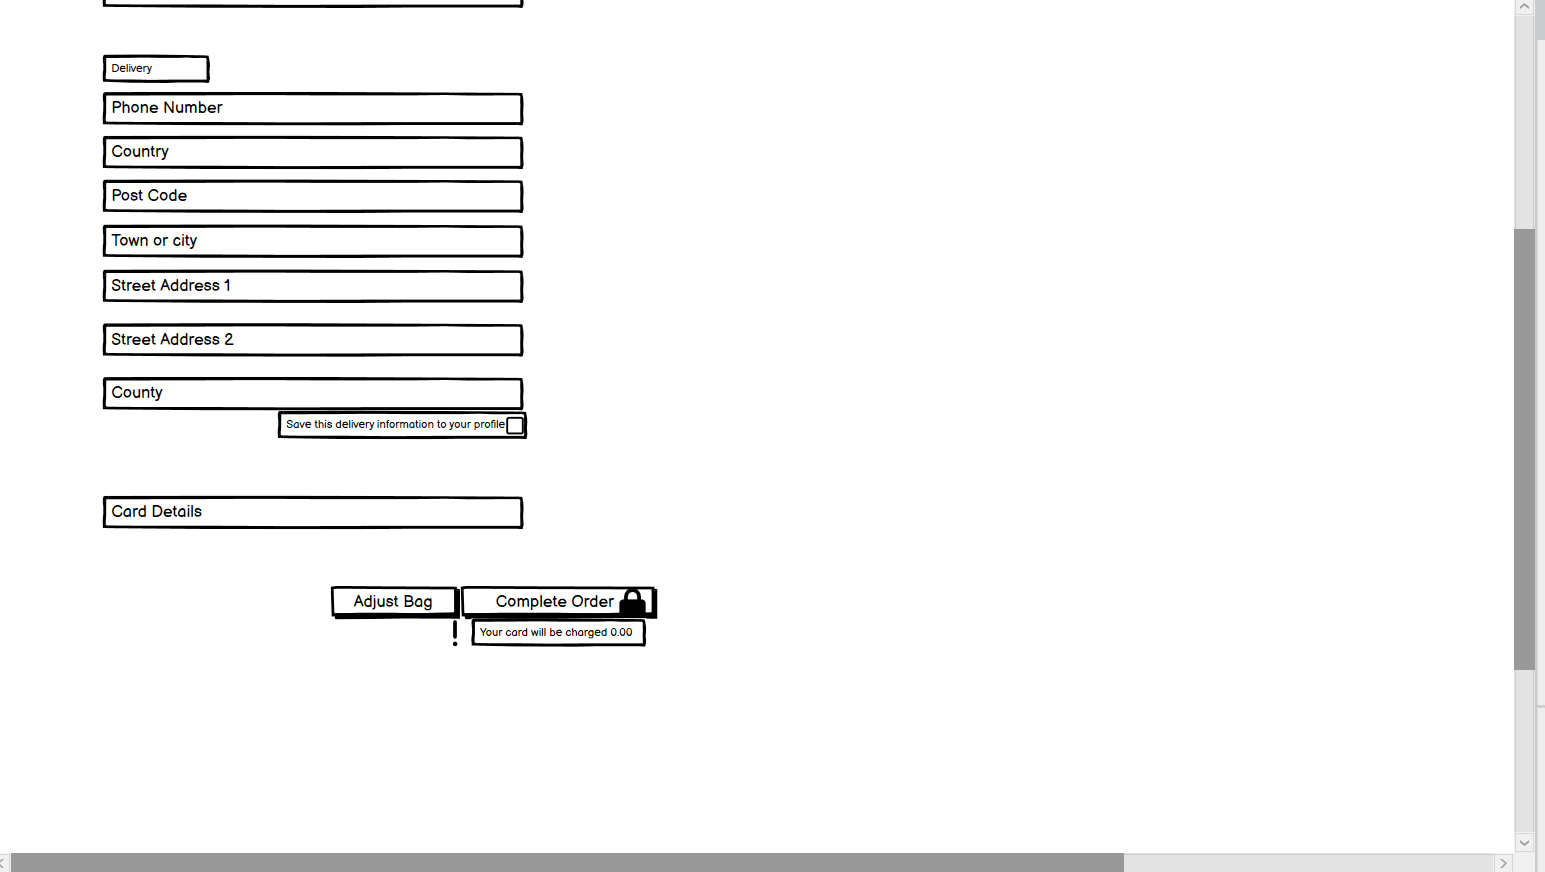 Delivery
Phone Number
Country
Post Code
Town or city
Street Address 1
Street Address 2
County
Save this delivery information to your profile
Card Details
Adjust Bag
Complete Order
! Your card will be charged 0.00